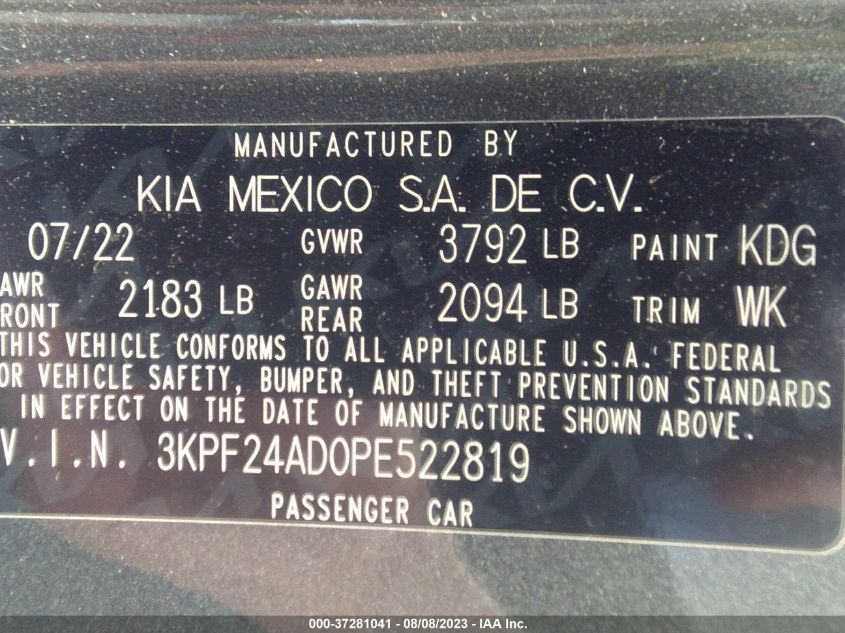 MANUFACTURED BY
KIA MEXICO S.A. DE C.V.
07/22 GVWR 3792 LB PAINT KDG
AWR RONT 2183 LB GAWR REAR 2094 LB TRIM WK
THIS VEHICLE CONFORMS TO ALL APPLICABLE U.S.A. FEDERAL
OR VEHICLE SAFETY, BUMPER, AND THEFT PREVENTION STANDARDS
IN EFFECT ON THE DATE OF MANUFACTURE SHOWN ABOVE.
V.I.N. 3KPF24AD0PE522819
PASSENGER CAR
000-37281041 - 08/08/2023 - IAA Inc.